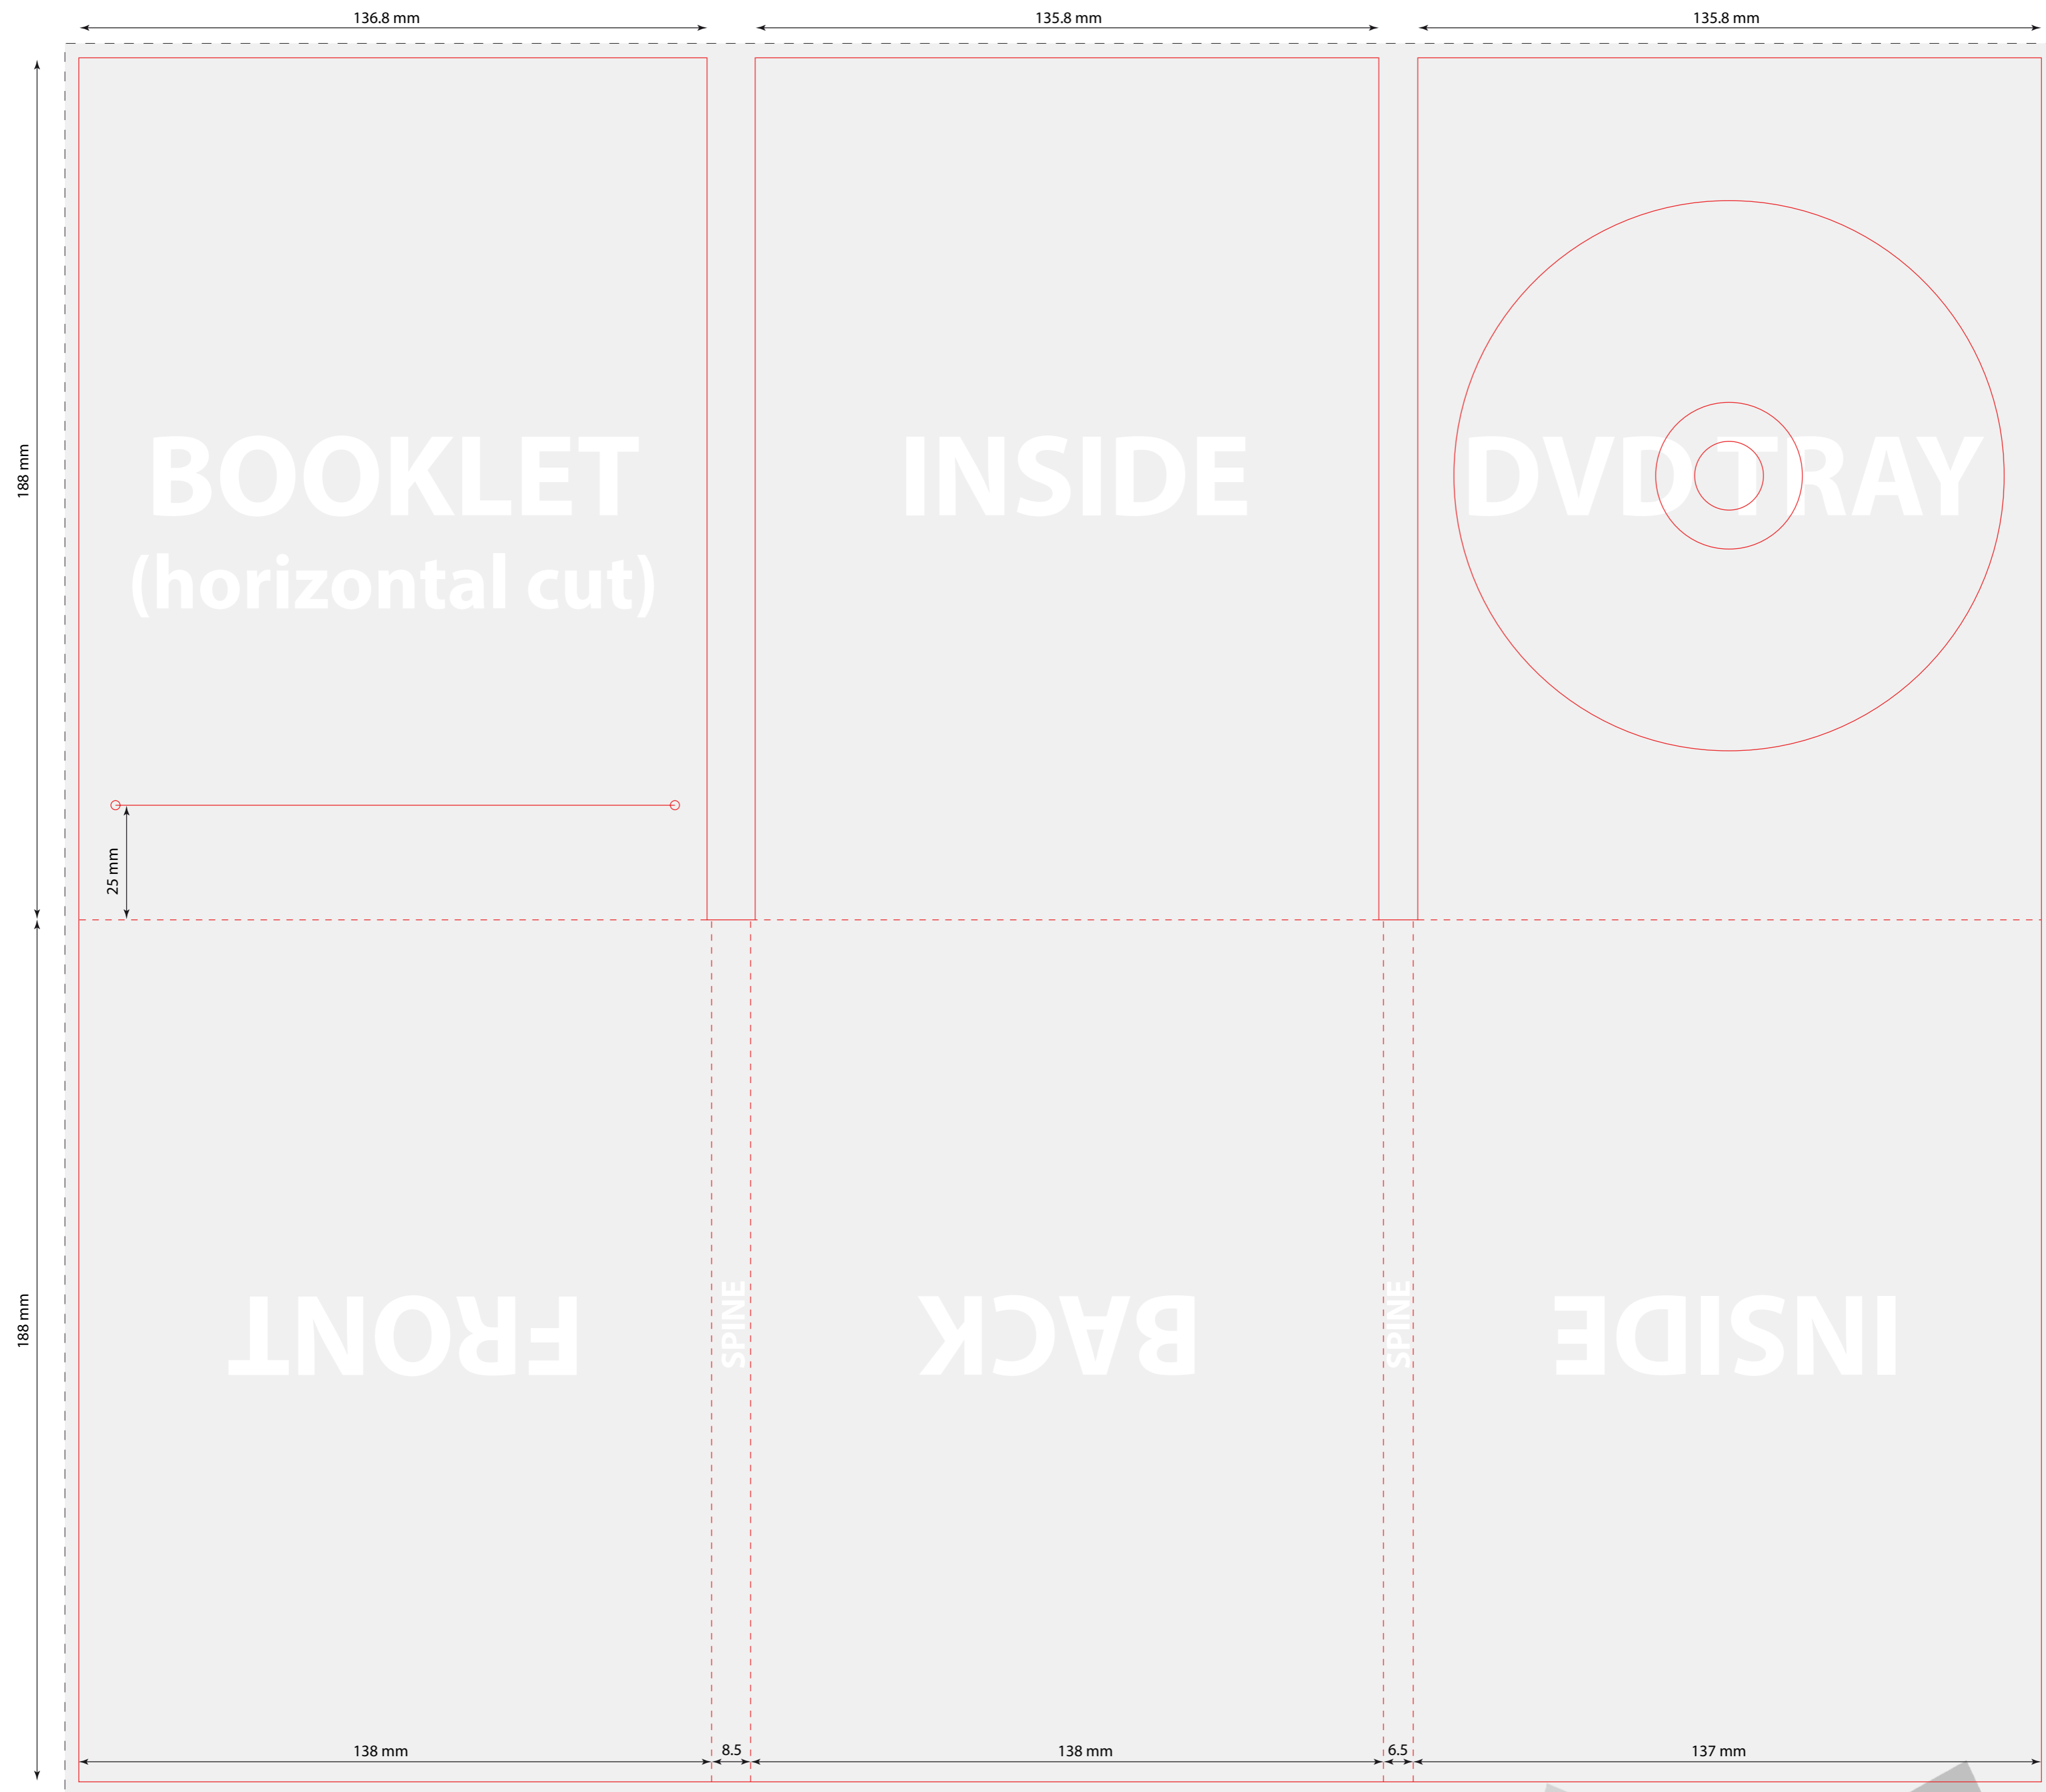 136.8 mm
135.8 mm
135.8 mm
188 mm
BOOKLET
(horizontal cut)
INSIDE
DVD TRAY
25 mm
188 mm
FRONT
SPINE
BACK
SPINE
INSIDE
138 mm
8.5
138 mm
6.5
137 mm